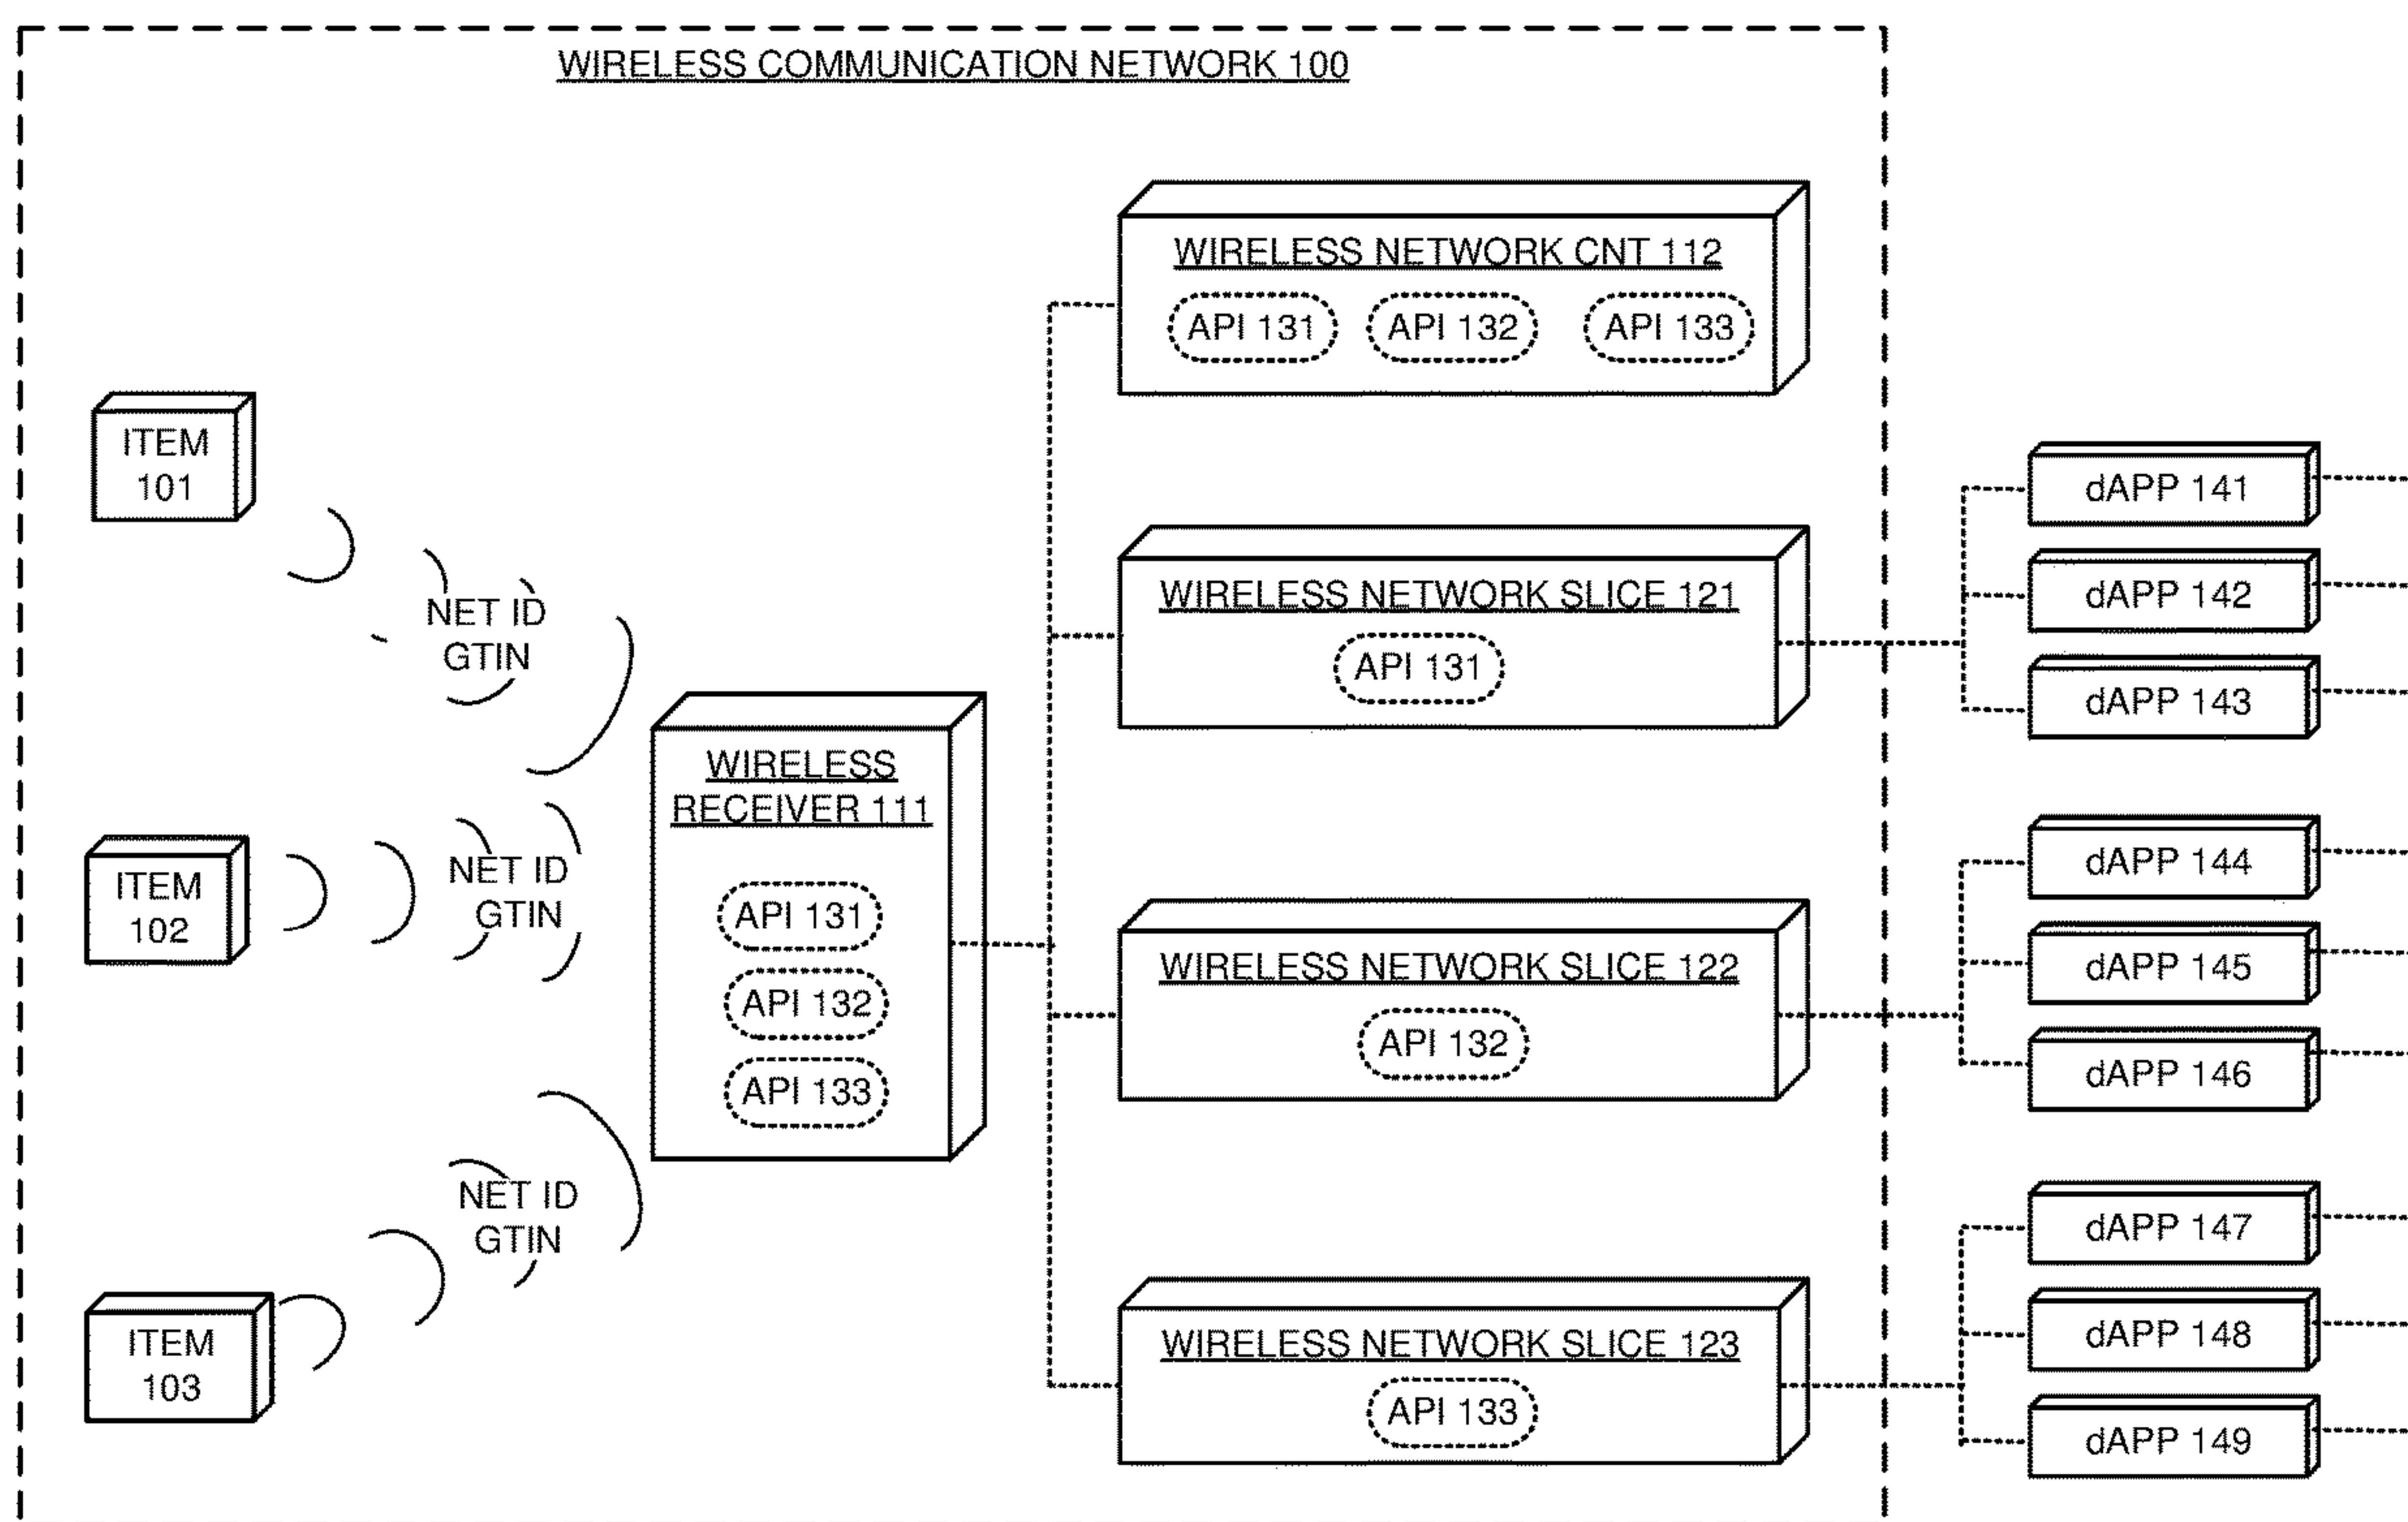 WIRELESS COMMUNICATION NETWORK 100
WIRELESS NETWORK CNT 112
API 131 API 132 API 133
ITEM
101
NET ID
GTIN
WIRELESS NETWORK SLICE 121
API 131
dAPP 141
dAPP 142
dAPP 143
WIRELESS
RECEIVER 111
API 131
API 132
API 133
ITEM
102
NET ID
GTIN
WIRELESS NETWORK SLICE 122
API 132
dAPP 144
dAPP 145
dAPP 146
ITEM
103
NET ID
GTIN
WIRELESS NETWORK SLICE 123
API 133
dAPP 147
dAPP 148
dAPP 149